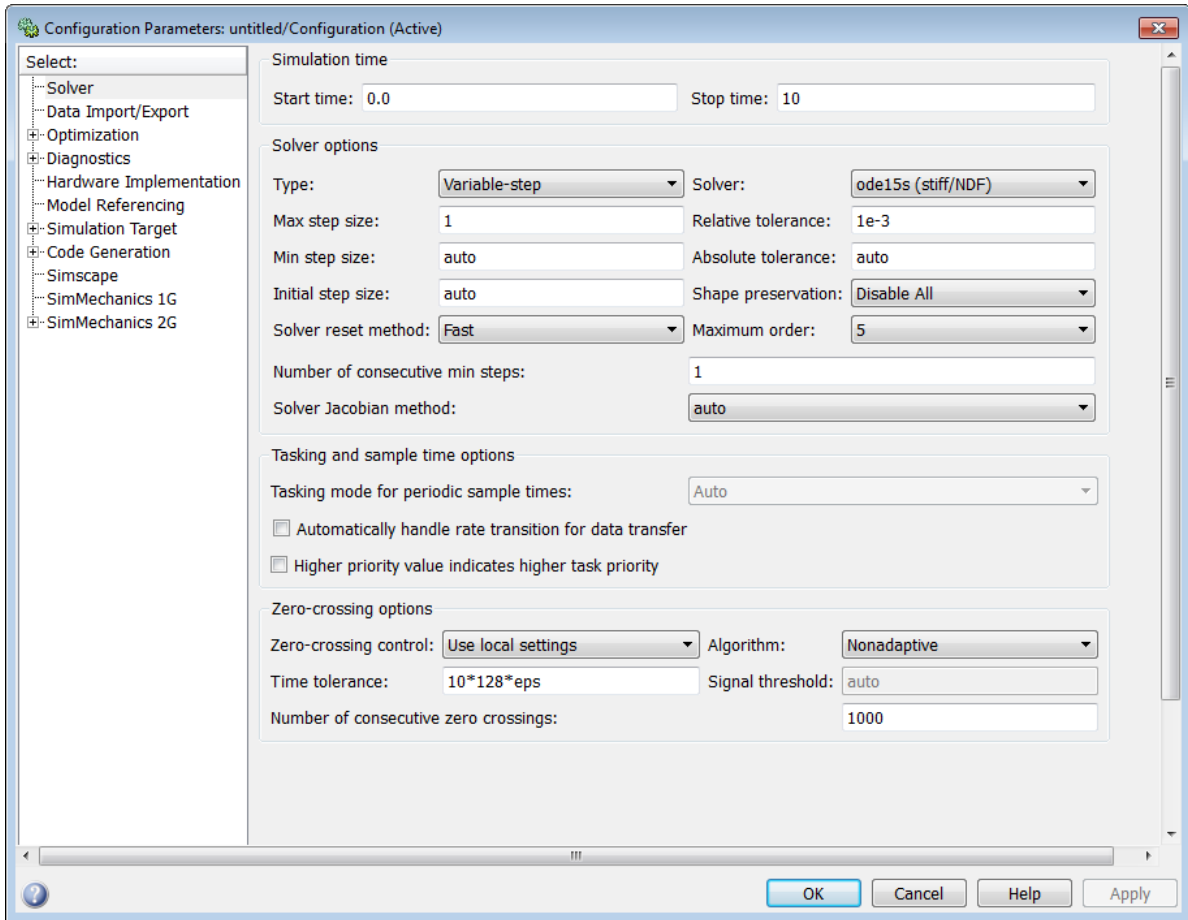 Configuration Parameters: untitled/Configuration (Active)
Select:
Solver
Data Import/Export
Optimization
Diagnostics
Hardware Implementation
Model Referencing
Simulation Target
Code Generation
Simscape
SimMechanics 1G
SimMechanics 2G
Simulation time
Start time: 0.0 Stop time: 10
Solver options
Type: Variable-step Solver: ode15s (stiff/NDF)
Max step size: 1 Relative tolerance: 1e-3
Min step size: auto Absolute tolerance: auto
Initial step size: auto Shape preservation: Disable All
Solver reset method: Fast Maximum order: 5
Number of consecutive min steps: 1
Solver Jacobian method: auto
Tasking and sample time options
Tasking mode for periodic sample times: Auto
Automatically handle rate transition for data transfer
Higher priority value indicates higher task priority
Zero-crossing options
Zero-crossing control: Use local settings Algorithm: Nonadaptive
Time tolerance: 10*128*eps Signal threshold: auto
Number of consecutive zero crossings: 1000
OK Cancel Help Apply